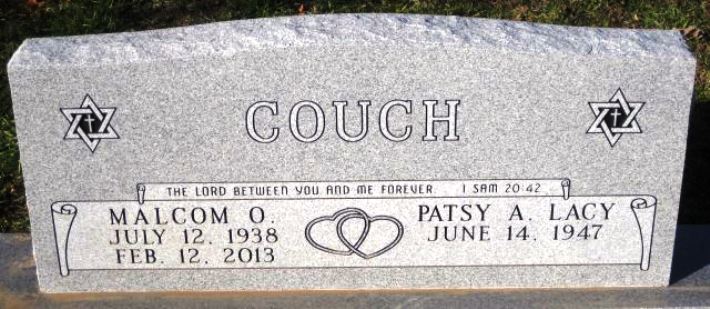 COUCH
THE LORD BETWEEN YOU AND ME FOREVER. 1 SAM 20:42
MALCOM O.
JULY 12, 1938
FEB. 12, 2013
PATSY A. LACY
JUNE 14, 1947